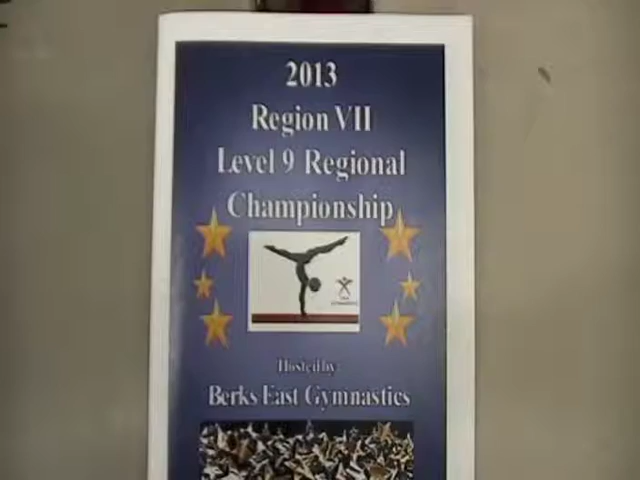 2013
Region VII
Level 9 Regional
Championship
Hosted by:
Berks East Gymnastics